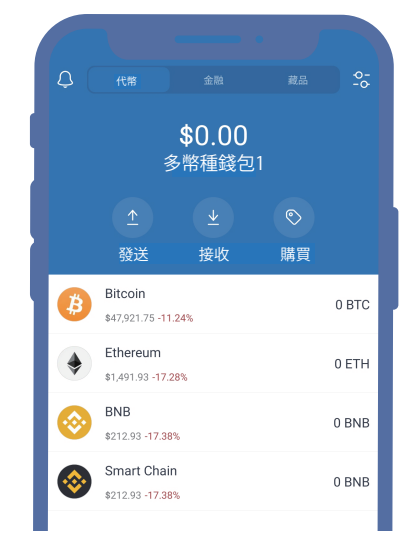 代幣 金融 藏品
$0.00
多幣種錢包1
發送 接收 購買
Bitcoin
0 BTC
$47,921.75 -11.24%
Ethereum
0 ETH
$1,491.93 -17.28%
BNB
0 BNB
$212.93 -17.38%
Smart Chain
0 BNB
$212.93 -17.38%